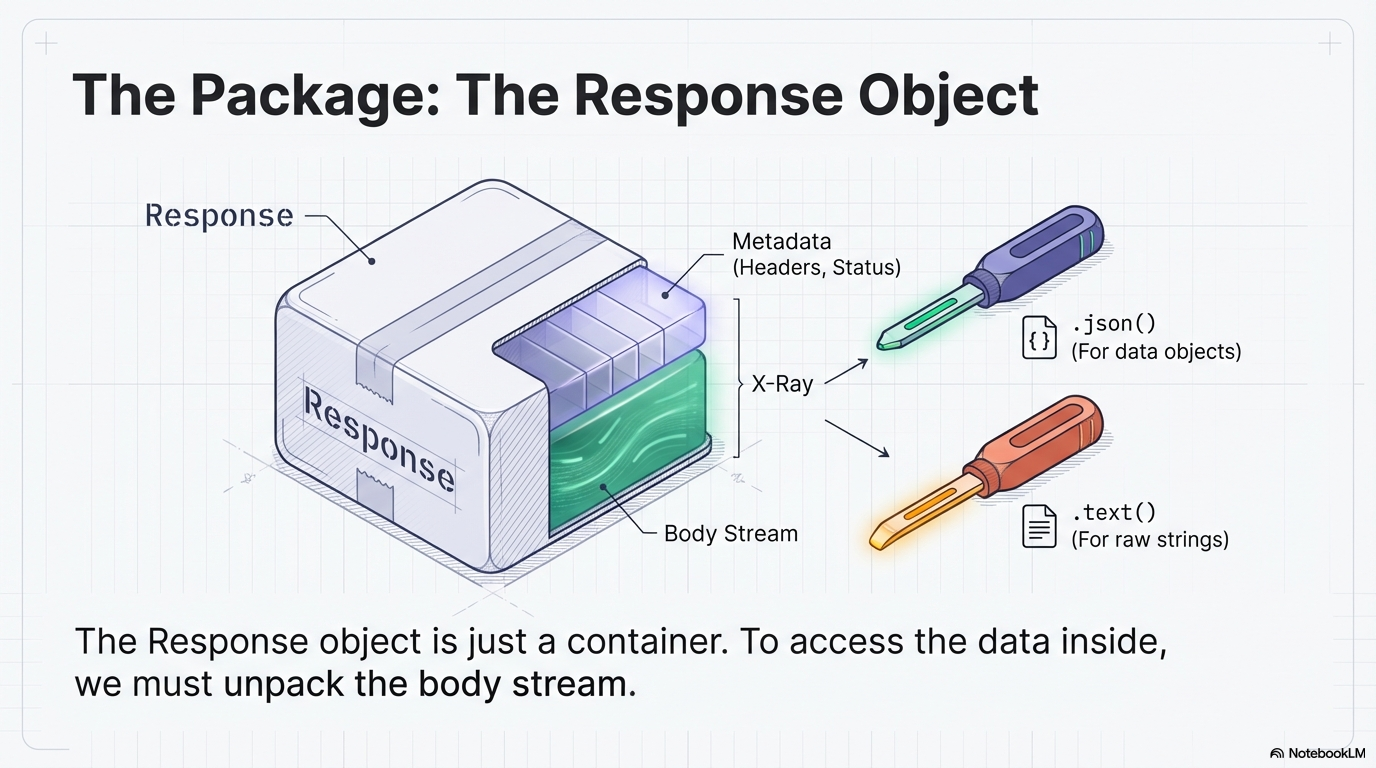 The Package: The Response Object
Response
Metadata
(Headers, Status)
X-Ray
.json()
(For data objects)
{ }
Response
.text()
(For raw strings)
Body Stream
The Response object is just a container. To access the data inside,
we must unpack the body stream.
NotebookLM